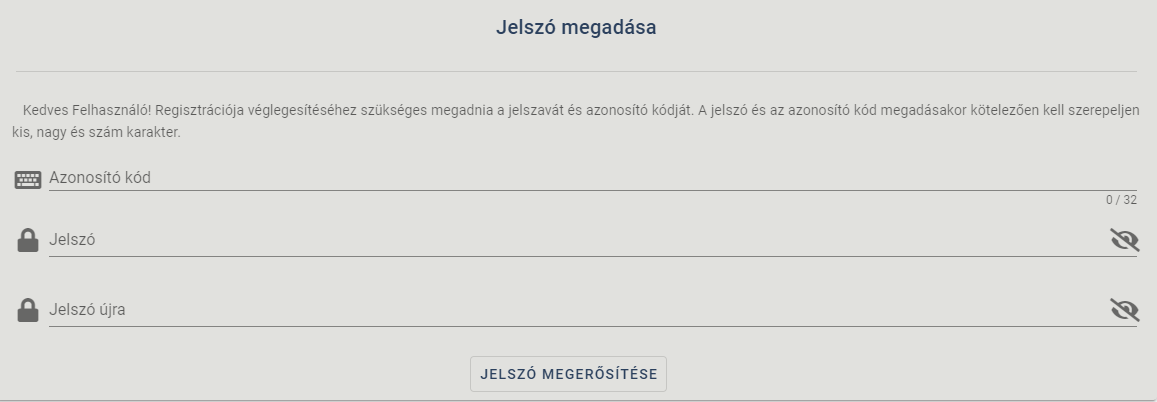 Jelszó megadása
Kedves Felhasználó! Regisztrációja véglegesítéséhez szükséges megadnia a jelszavát és azonosító kódját. A jelszó és az azonosító kód megadásakor kötelezően kell szerepeljen
kis, nagy és szám karakter.
Azonosító kód
0 / 32
Jelszó
Jelszó újra
JELSZÓ MEGERŐSÍTÉSE